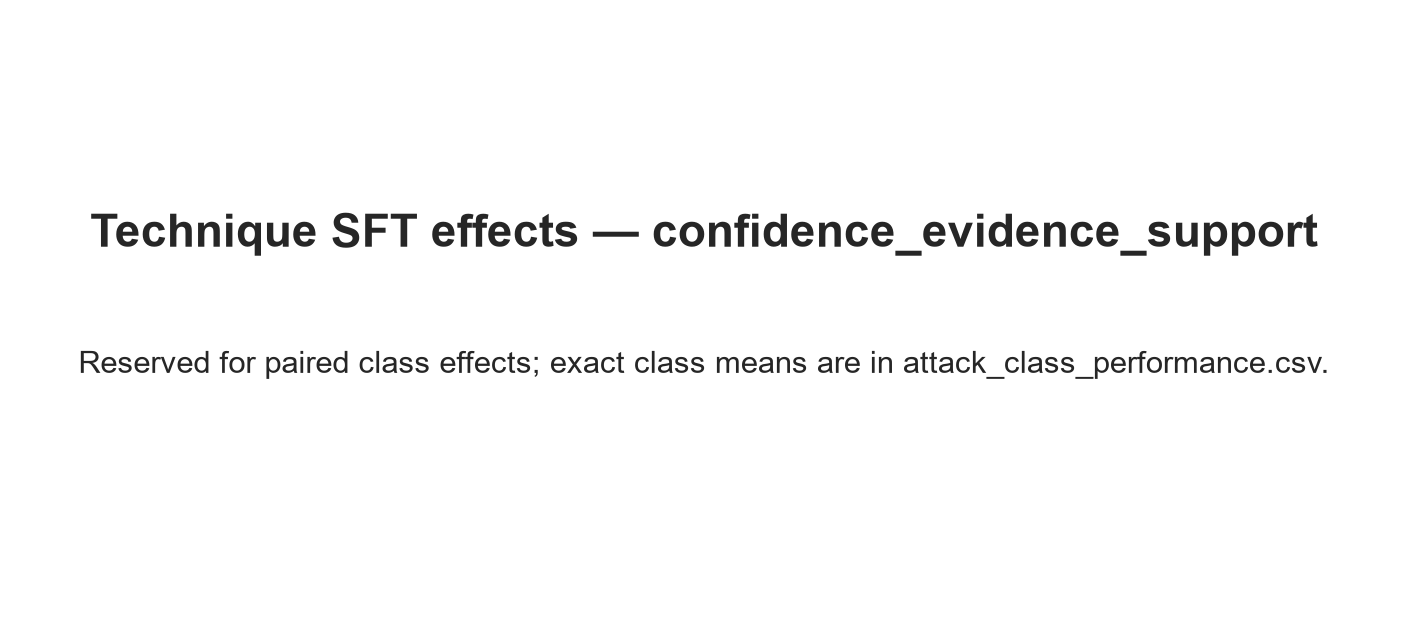 Technique SFT effects — confidence_evidence_support
Reserved for paired class effects; exact class means are in attack_class_performance.csv.